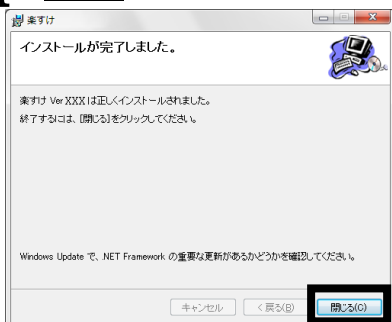 楽すけ
インストールが完了しました。
楽すけ Ver XXX は正しくインストールされました。
終了するには、[閉じる]をクリックしてください。
Windows Update で、.NET Framework の重要な更新があるかどうかを確認してください。
キャンセル
< 戻る(B)
閉じる(C)